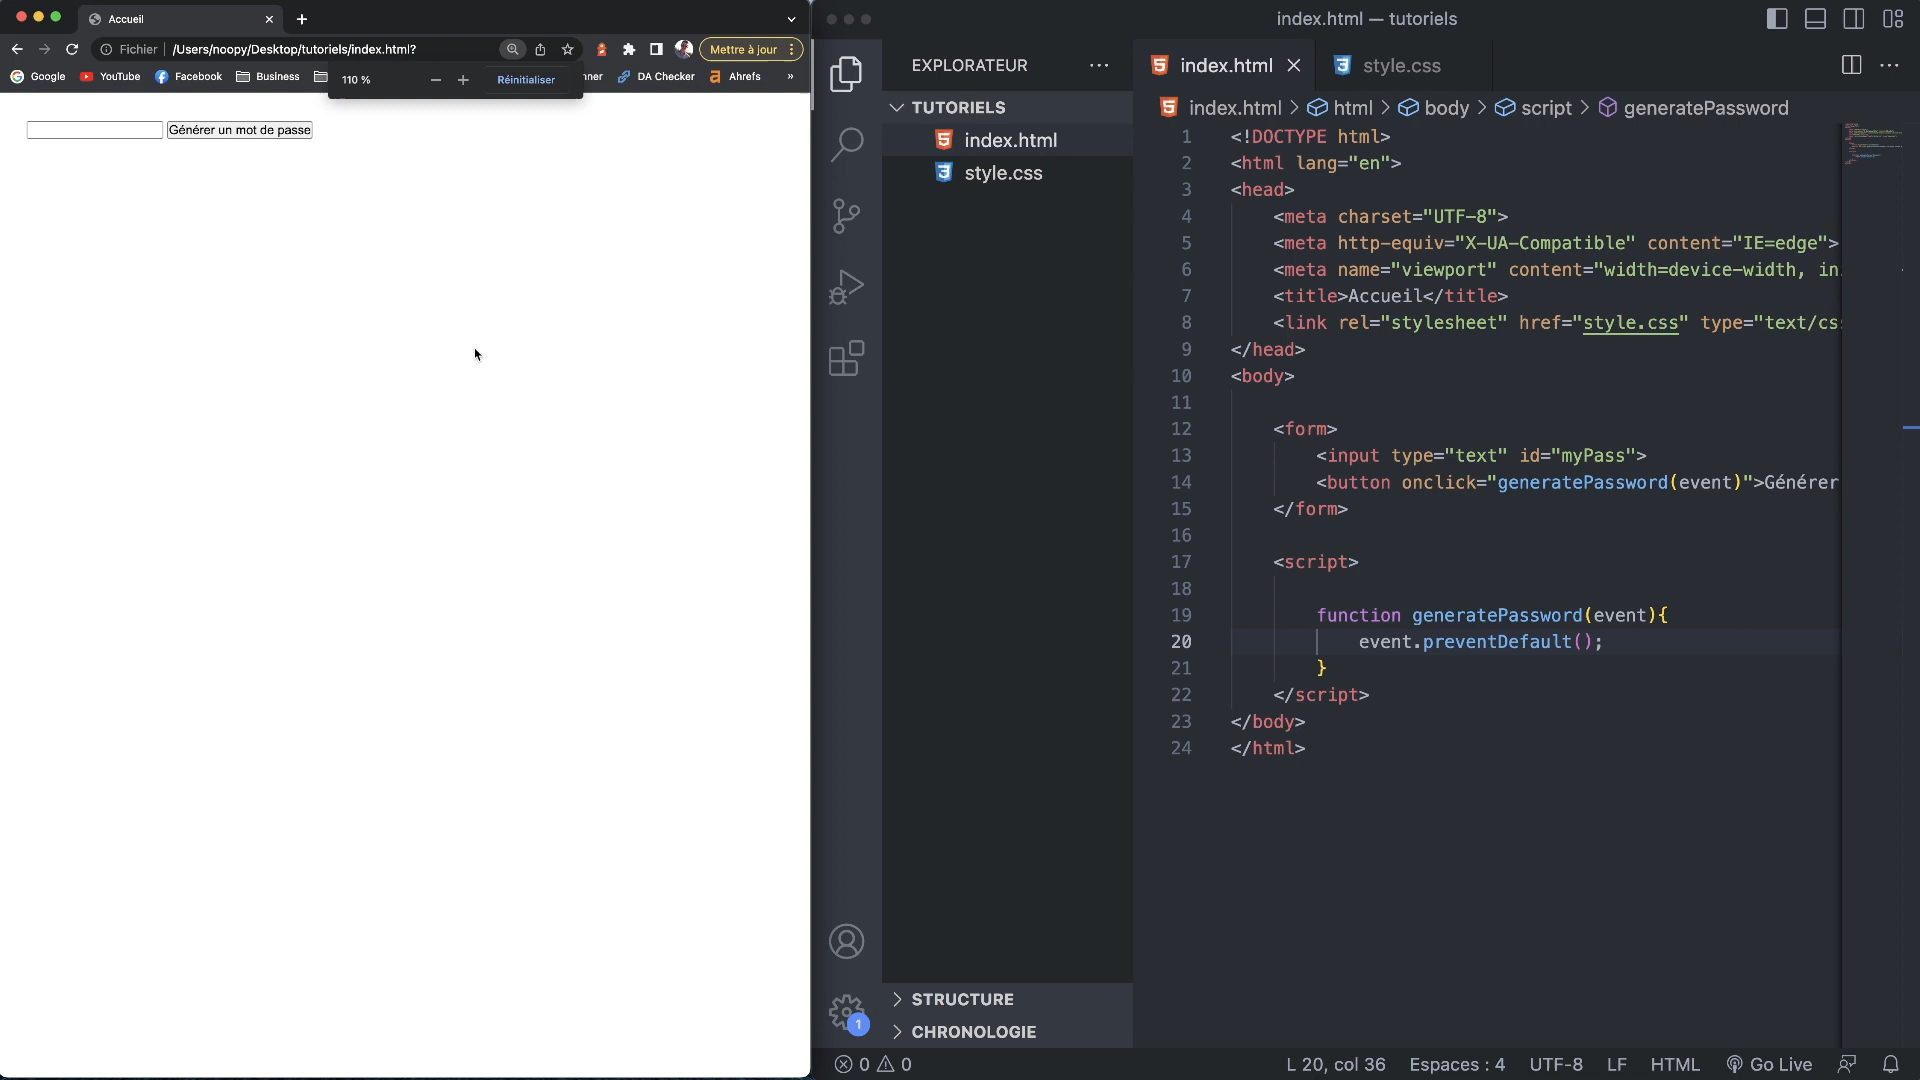 Accueil
Fichier
/Users/noopy/Desktop/tutoriels/index.html?
Mettre à jour
Google
YouTube
Facebook
Business
110 %
Réinitialiser
nner
DA Checker
Ahrefs
»
Générer un mot de passe
index.html — tutoriels
EXPLORATEUR
TUTORIELS
index.html
style.css
STRUCTURE
CHRONOLOGIE
1
index.html
style.css
index.html > html > body > script > generatePassword
1 <!DOCTYPE html>
2 <html lang="en">
3 <head>
4 <meta charset="UTF-8">
5 <meta http-equiv="X-UA-Compatible" content="IE=edge">
6 <meta name="viewport" content="width=device-width, in
7 <title>Accueil</title>
8 <link rel="stylesheet" href="style.css" type="text/cs
9 </head>
10 <body>
11
12 <form>
13 <input type="text" id="myPass">
14 <button onclick="generatePassword(event)">Générer
15 </form>
16
17 <script>
18
19 function generatePassword(event){
20 event.preventDefault();
21 }
22 </script>
23 </body>
24 </html>
0 0
L 20, col 36
Espaces : 4
UTF-8
LF
HTML
Go Live